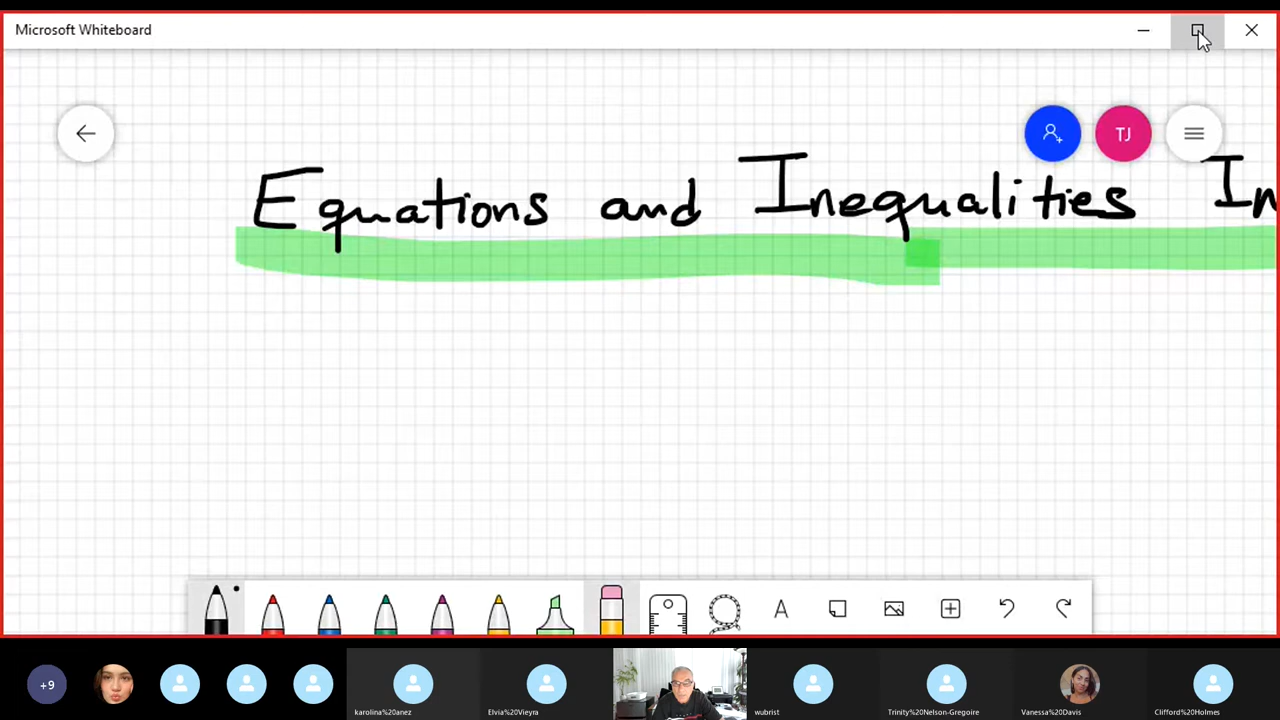 Microsoft Whiteboard
TJ
Equations and Inequalities In
A
+9
karolina%20anez
Elvia%20Vieyra
wubrist
Trinity%20Nelson-Gregoire
Vanessa%20Davis
Clifford%20Holmes